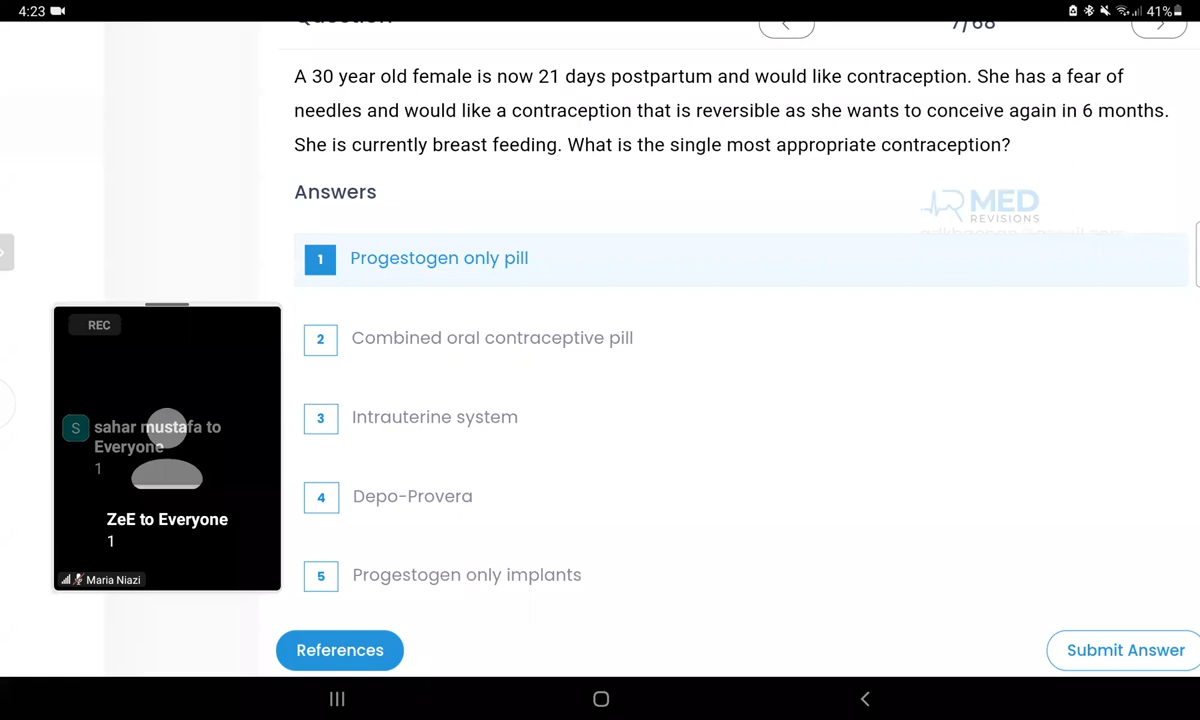 4:23
41%
7/68
A 30 year old female is now 21 days postpartum and would like contraception. She has a fear of
needles and would like a contraception that is reversible as she wants to conceive again in 6 months.
She is currently breast feeding. What is the single most appropriate contraception?
Answers
MED
REVISIONS
1 Progestogen only pill
2 Combined oral contraceptive pill
3 Intrauterine system
4 Depo-Provera
5 Progestogen only implants
REC
S sahar mustafa to
Everyone
1
ZeE to Everyone
1
Maria Niazi
References
Submit Answer